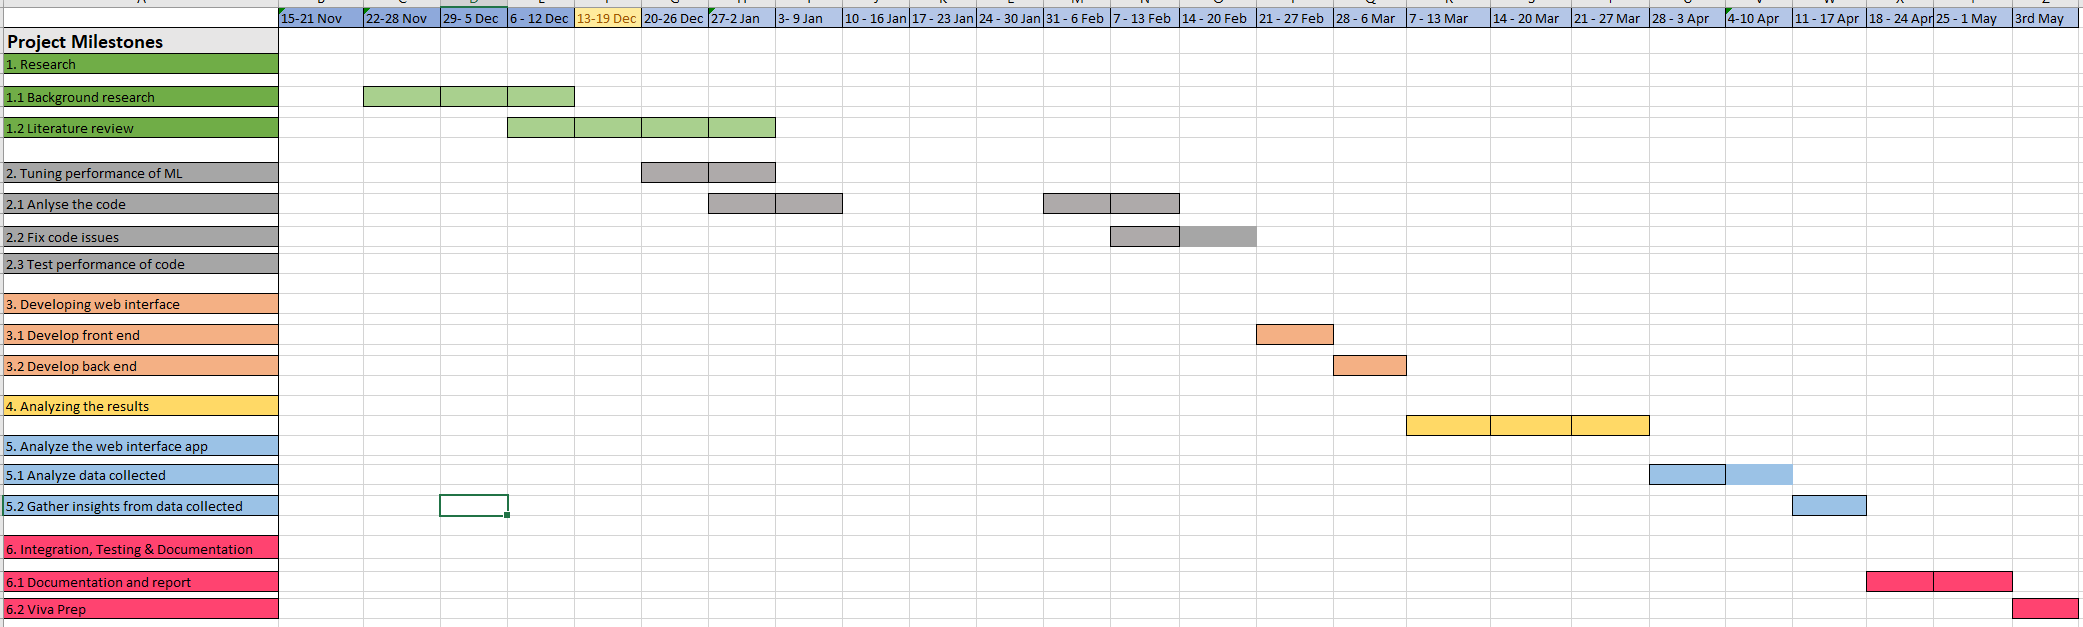 15-21 Nov 22-28 Nov 29- 5 Dec 6 - 12 Dec 13-19 Dec 20-26 Dec 27-2 Jan 3- 9 Jan 10 - 16 Jan 17 - 23 Jan 24 - 30 Jan 31 - 6 Feb 7 - 13 Feb 14 - 20 Feb 21 - 27 Feb 28 - 6 Mar 7 - 13 Mar 14 - 20 Mar 21 - 27 Mar 28 - 3 Apr 4-10 Apr 11 - 17 Apr 18 - 24 Apr 25 - 1 May 3rd May
Project Milestones
1. Research
1.1 Background research
1.2 Literature review
2. Tuning performance of ML
2.1 Anlyse the code
2.2 Fix code issues
2.3 Test performance of code
3. Developing web interface
3.1 Develop front end
3.2 Develop back end
4. Analyzing the results
5. Analyze the web interface app
5.1 Analyze data collected
5.2 Gather insights from data collected
6. Integration, Testing & Documentation
6.1 Documentation and report
6.2 Viva Prep